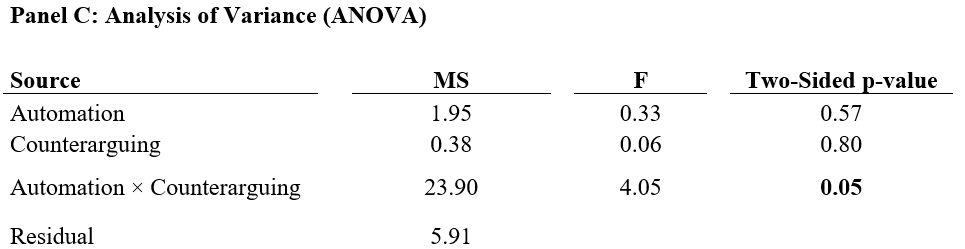 Panel C: Analysis of Variance (ANOVA)
Source MS F Two-Sided p-value
Automation 1.95 0.33 0.57
Counterarguing 0.38 0.06 0.80
Automation × Counterarguing 23.90 4.05 0.05
Residual 5.91